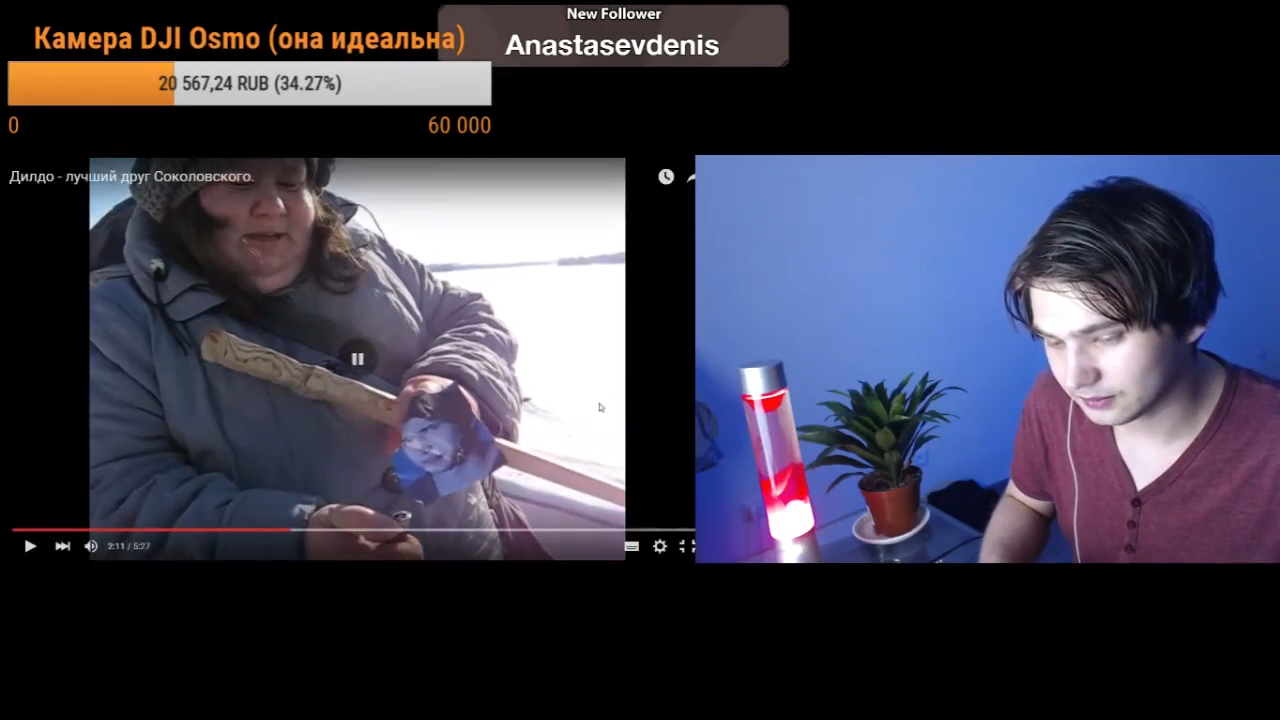 New Follower
Anastasevdenis
Камера DJI Osmo (она идеальна)
20 567,24 RUB (34.27%)
0
60 000
Дилдо - лучший друг Соколовского.
2:11 / 5:27